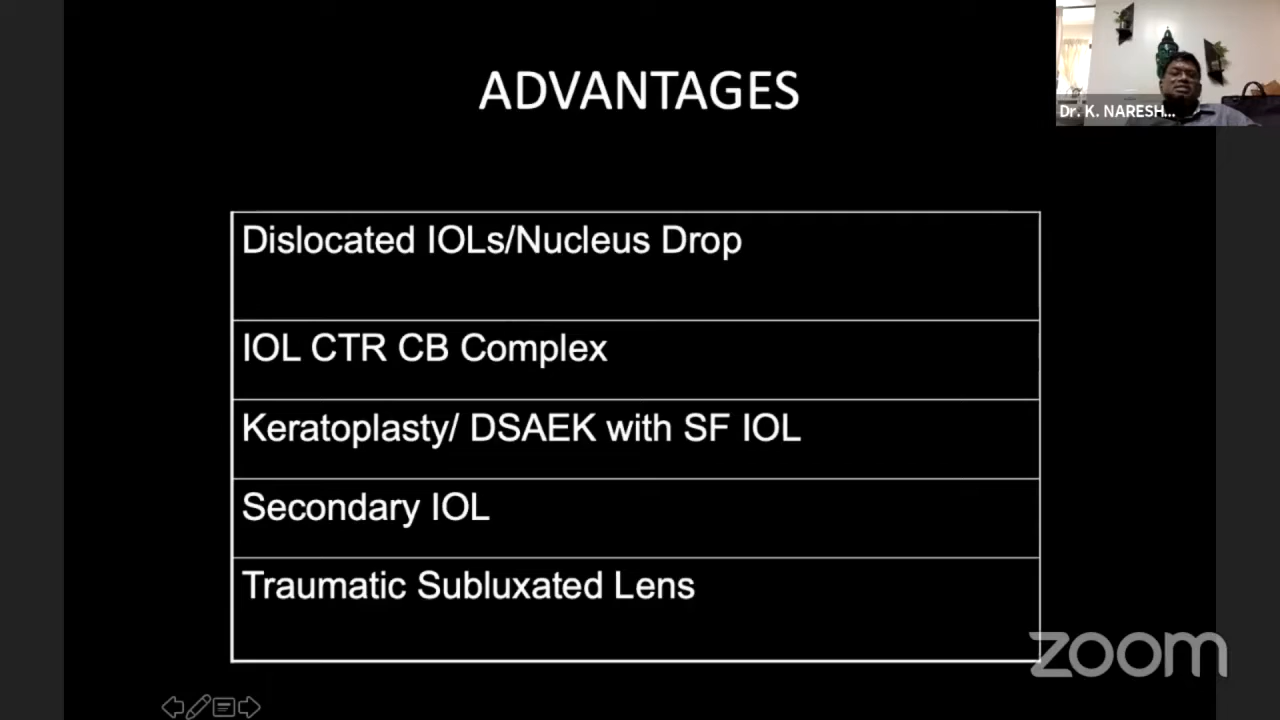 ADVANTAGES
Dr. K. NARESH...
Dislocated IOLs/Nucleus Drop
IOL CTR CB Complex
Keratoplasty/ DSAEK with SF IOL
Secondary IOL
Traumatic Subluxated Lens
zoom